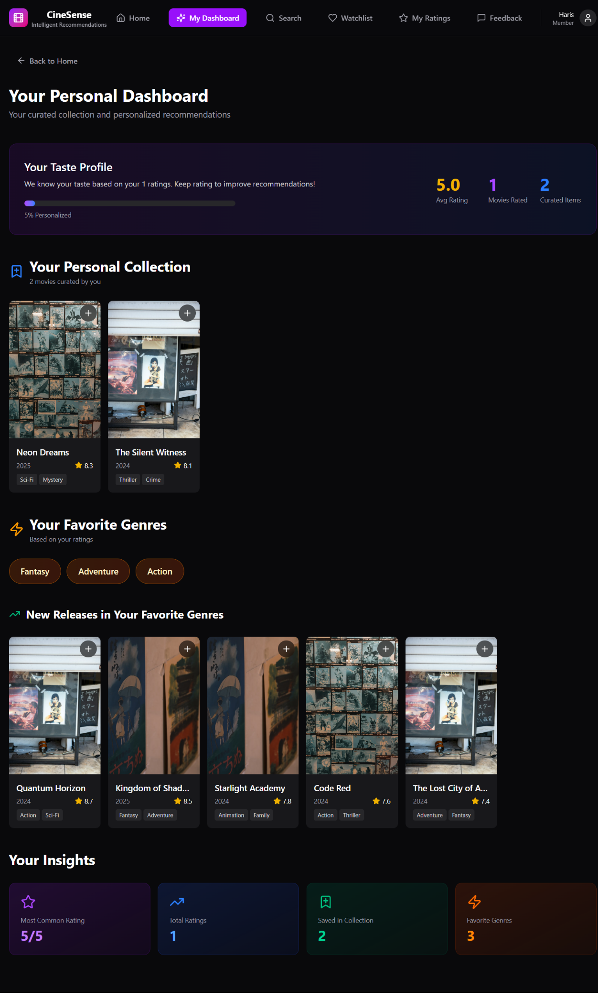 CineSense
Intelligent Recommendations
Home
My Dashboard
Search
Watchlist
My Ratings
Feedback
Haris
Member
Back to Home
Your Personal Dashboard
Your curated collection and personalized recommendations
Your Taste Profile
We know your taste based on your 1 ratings. Keep rating to improve recommendations!
5% Personalized
5.0
Avg Rating
1
Movies Rated
2
Curated Items
Your Personal Collection
2 movies curated by you
Neon Dreams
2025
8.3
Sci-Fi
Mystery
The Silent Witness
2024
8.1
Thriller
Crime
Your Favorite Genres
Based on your ratings
Fantasy
Adventure
Action
New Releases in Your Favorite Genres
Quantum Horizon
2024
8.7
Action
Sci-Fi
Kingdom of Shad...
2025
8.5
Fantasy
Adventure
Starlight Academy
2024
7.8
Animation
Family
Code Red
2024
7.6
Action
Thriller
The Lost City of A...
2024
7.4
Adventure
Fantasy
Your Insights
Most Common Rating
5/5
Total Ratings
1
Saved in Collection
2
Favorite Genres
3